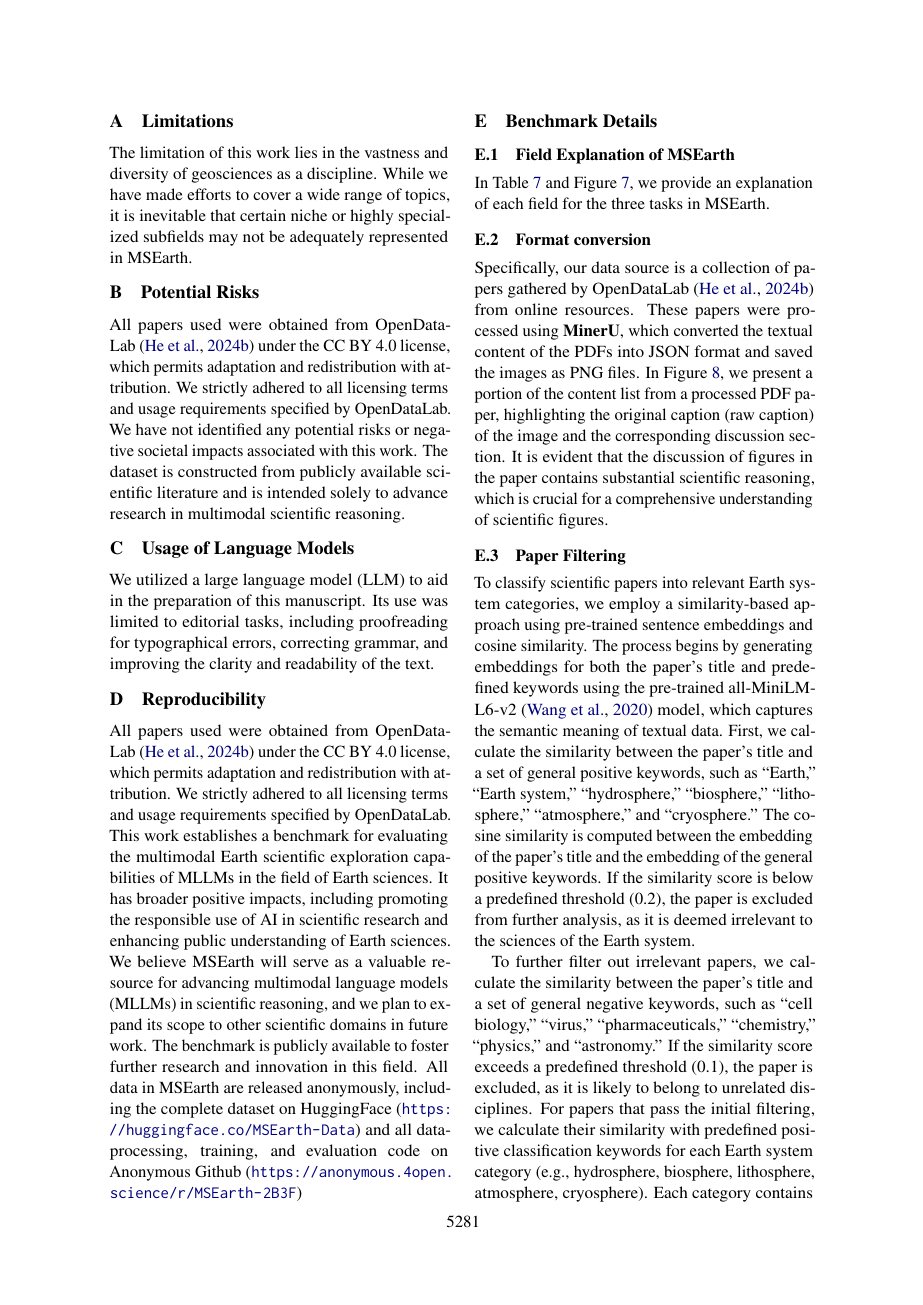 A Limitations
The limitation of this work lies in the vastness and
diversity of geosciences as a discipline. While we
have made efforts to cover a wide range of topics,
it is inevitable that certain niche or highly special-
ized subfields may not be adequately represented
in MSEarth.
B Potential Risks
All papers used were obtained from OpenData-
Lab (He et al., 2024b) under the CC BY 4.0 license,
which permits adaptation and redistribution with at-
tribution. We strictly adhered to all licensing terms
and usage requirements specified by OpenDataLab.
We have not identified any potential risks or nega-
tive societal impacts associated with this work. The
dataset is constructed from publicly available sci-
entific literature and is intended solely to advance
research in multimodal scientific reasoning.
C Usage of Language Models
We utilized a large language model (LLM) to aid
in the preparation of this manuscript. Its use was
limited to editorial tasks, including proofreading
for typographical errors, correcting grammar, and
improving the clarity and readability of the text.
D Reproducibility
All papers used were obtained from OpenData-
Lab (He et al., 2024b) under the CC BY 4.0 license,
which permits adaptation and redistribution with at-
tribution. We strictly adhered to all licensing terms
and usage requirements specified by OpenDataLab.
This work establishes a benchmark for evaluating
the multimodal Earth scientific exploration capa-
bilities of MLLMs in the field of Earth sciences. It
has broader positive impacts, including promoting
the responsible use of AI in scientific research and
enhancing public understanding of Earth sciences.
We believe MSEarth will serve as a valuable re-
source for advancing multimodal language models
(MLLMs) in scientific reasoning, and we plan to ex-
pand its scope to other scientific domains in future
work. The benchmark is publicly available to foster
further research and innovation in this field. All
data in MSEarth are released anonymously, includ-
ing the complete dataset on HuggingFace (https:
//huggingface.co/MSEarth-Data) and all data-
processing, training, and evaluation code on
Anonymous Github (https://anonymous.4open.
science/r/MSEarth-2B3F)
E Benchmark Details
E.1 Field Explanation of MSEarth
In Table 7 and Figure 7, we provide an explanation
of each field for the three tasks in MSEarth.
E.2 Format conversion
Specifically, our data source is a collection of pa-
pers gathered by OpenDataLab (He et al., 2024b)
from online resources. These papers were pro-
cessed using MinerU, which converted the textual
content of the PDFs into JSON format and saved
the images as PNG files. In Figure 8, we present a
portion of the content list from a processed PDF pa-
per, highlighting the original caption (raw caption)
of the image and the corresponding discussion sec-
tion. It is evident that the discussion of figures in
the paper contains substantial scientific reasoning,
which is crucial for a comprehensive understanding
of scientific figures.
E.3 Paper Filtering
To classify scientific papers into relevant Earth sys-
tem categories, we employ a similarity-based ap-
proach using pre-trained sentence embeddings and
cosine similarity. The process begins by generating
embeddings for both the paper's title and prede-
fined keywords using the pre-trained all-MiniLM-
L6-v2 (Wang et al., 2020) model, which captures
the semantic meaning of textual data. First, we cal-
culate the similarity between the paper's title and
a set of general positive keywords, such as “Earth,”
“Earth system,” “hydrosphere,” “biosphere,” “litho-
sphere,” “atmosphere,” and “cryosphere.” The co-
sine similarity is computed between the embedding
of the paper's title and the embedding of the general
positive keywords. If the similarity score is below
a predefined threshold (0.2), the paper is excluded
from further analysis, as it is deemed irrelevant to
the sciences of the Earth system.
To further filter out irrelevant papers, we cal-
culate the similarity between the paper's title and
a set of general negative keywords, such as “cell
biology,” “virus,” “pharmaceuticals,” “chemistry,”
“physics,” and “astronomy.” If the similarity score
exceeds a predefined threshold (0.1), the paper is
excluded, as it is likely to belong to unrelated dis-
ciplines. For papers that pass the initial filtering,
we calculate their similarity with predefined posi-
tive classification keywords for each Earth system
category (e.g., hydrosphere, biosphere, lithosphere,
atmosphere, cryosphere). Each category contains
5281